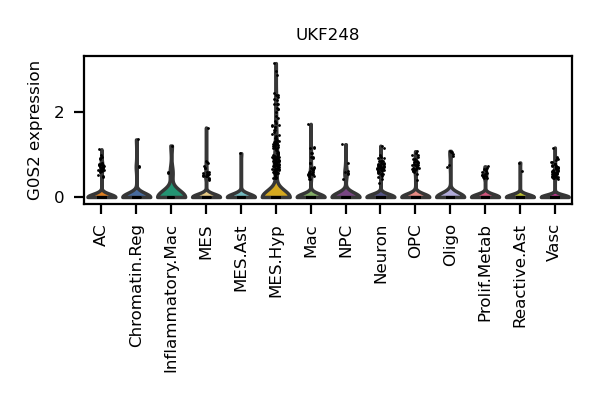 UKF248
G0S2 expression
2
0
AC
Chromatin.Reg
Inflammatory.Mac
MES
MES.Ast
MES.Hyp
Mac
NPC
Neuron
OPC
Oligo
Prolif.Metab
Reactive.Ast
Vasc